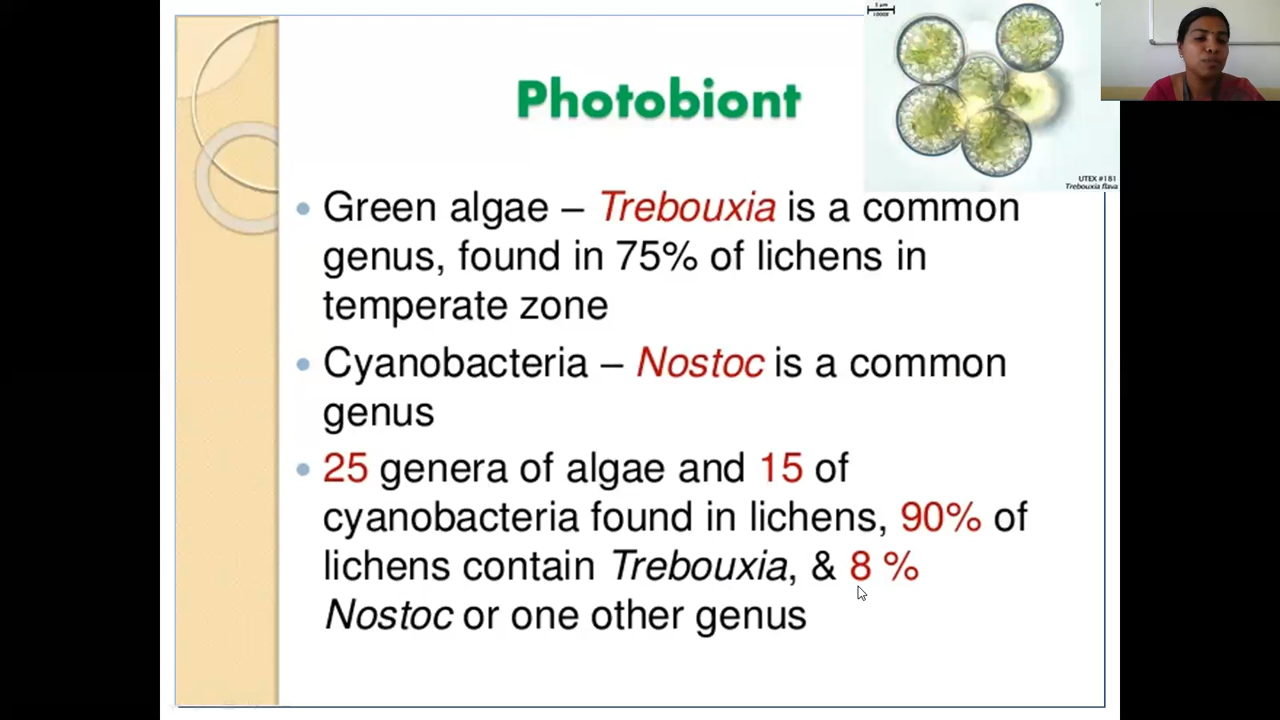 5 µm
Photobiont
UTEX #181
Trebouxia flava
• Green algae – Trebouxia is a common
genus, found in 75% of lichens in
temperate zone
• Cyanobacteria – Nostoc is a common
genus
• 25 genera of algae and 15 of
cyanobacteria found in lichens, 90% of
lichens contain Trebouxia, & 8 %
Nostoc or one other genus